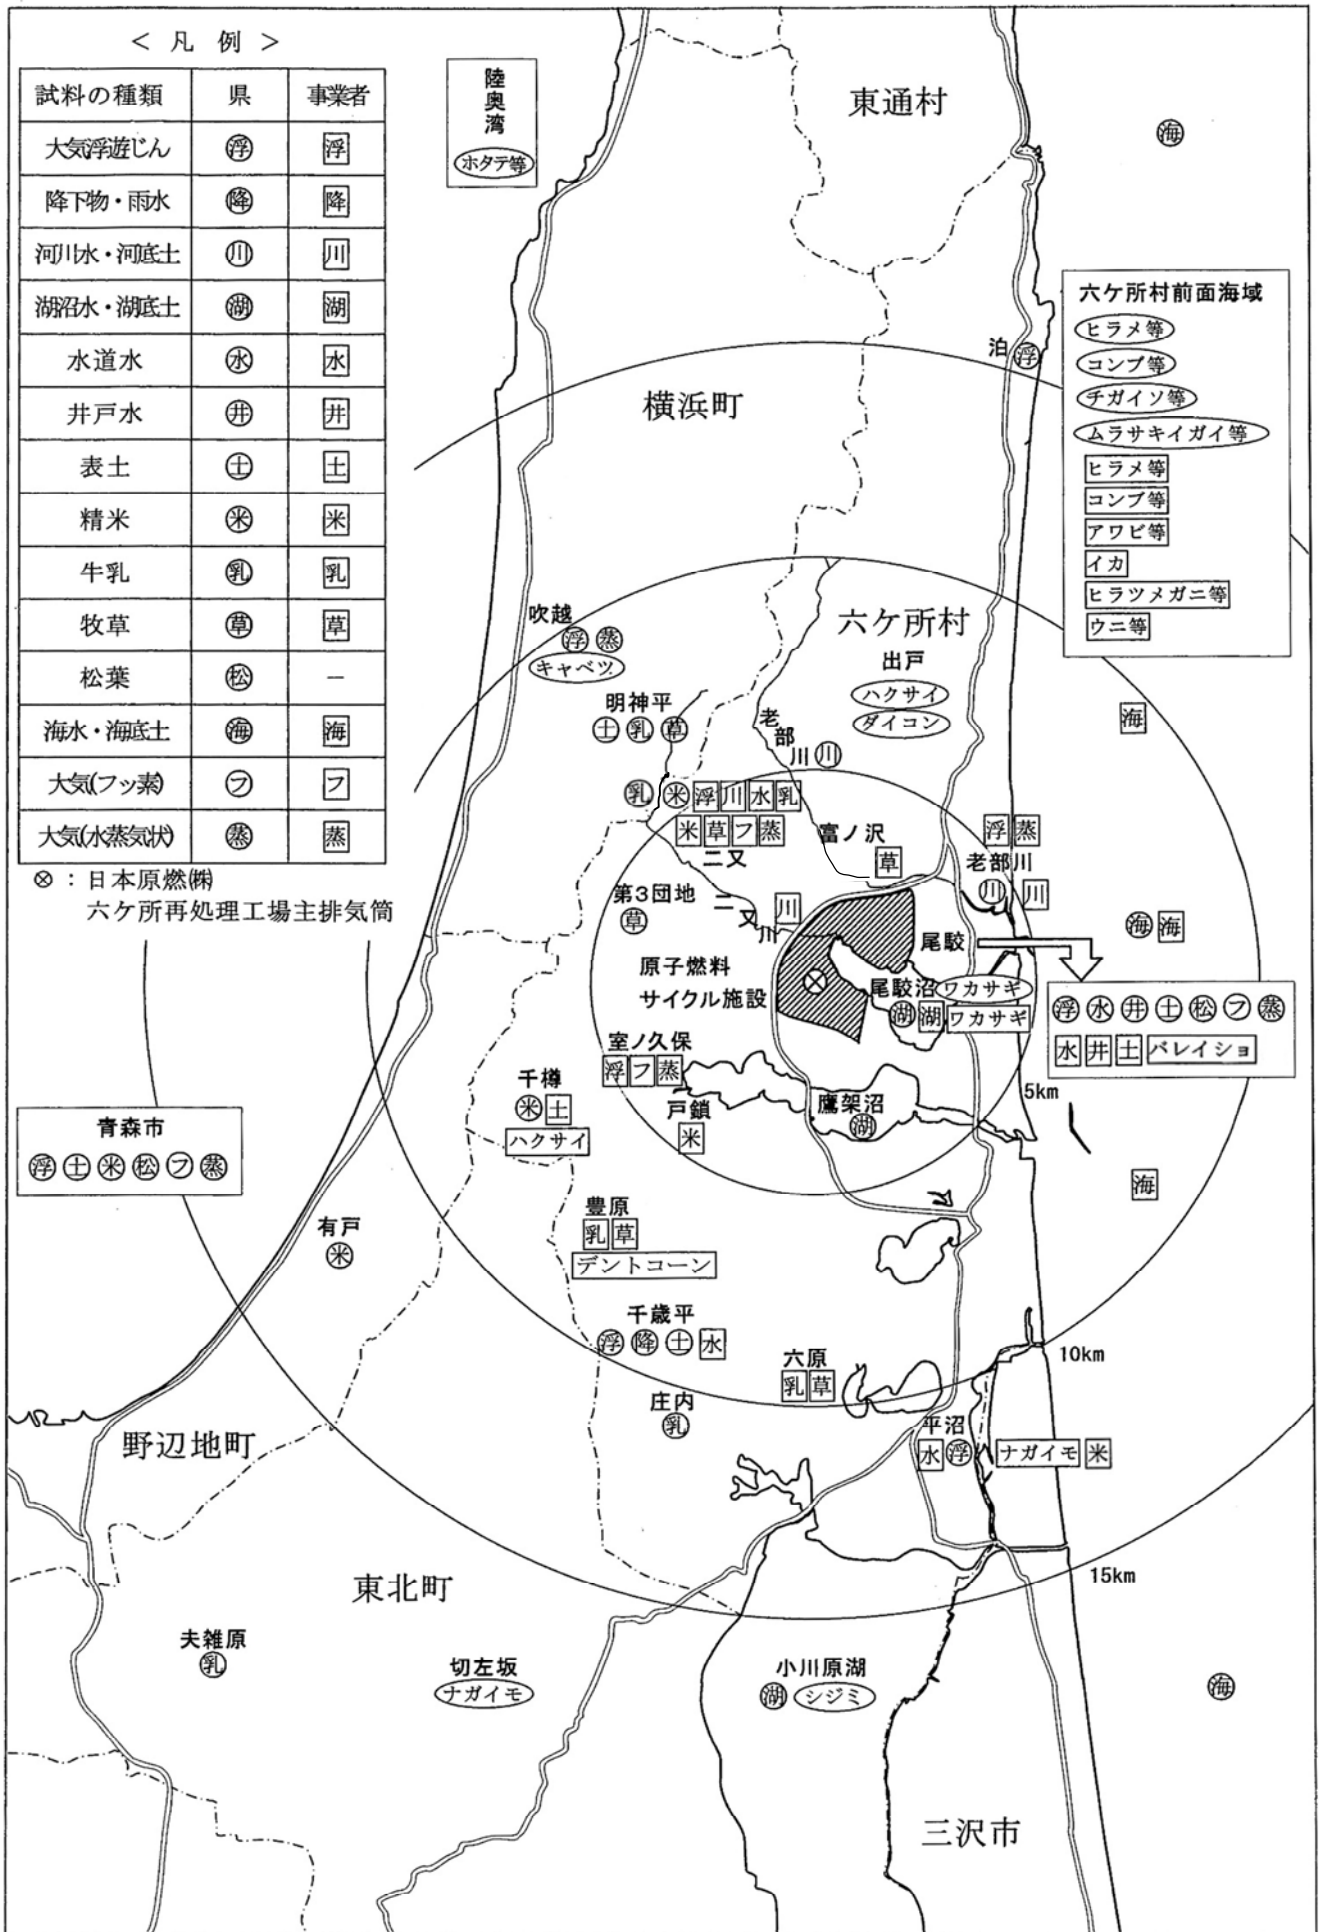 ＜ 凡 例 ＞
試料の種類 県 事業者
大気浮遊じん 浮 浮
降下物・雨水 降 降
河川水・河底土 川 川
湖沼水・湖底土 湖 湖
水道水 水 水
井戸水 井 井
表土 土 土
精米 米 米
牛乳 乳 乳
牧草 草 草
松葉 松 －
海水・海底土 海 海
大気(フッ素) フ フ
大気(水蒸気状) 蒸 蒸
⊗ ： 日本原燃㈱
六ケ所再処理工場主排気筒
陸奥湾
ホタテ等
東通村
海
六ケ所村前面海域
ヒラメ等
コンブ等
チガイソ等
ムラサキイガイ等
ヒラメ等
コンブ等
アワビ等
イカ
ヒラツメガニ等
ウニ等
泊
浮
横浜町
吹越
浮 蒸
キャベツ
六ケ所村
出戸
ハクサイ
ダイコン
明神平
土 乳 草
老部川 川
海
乳 米 浮 川 水 乳
米 草 フ 蒸
二又
富ノ沢
草
浮 蒸
老部川
川 川
第3団地
草
二又川
川
海 海
尾駮
原子燃料
サイクル施設
⊗
尾駮沼 ワカサギ
湖 湖 ワカサギ
浮 水 井 土 松 フ 蒸
水 井 土 バレイショ
室ノ久保
浮 フ 蒸
千樽
米 土
ハクサイ
戸鎖
米
鷹架沼
湖
5km
青森市
浮 土 米 松 フ 蒸
海
有戸
米
豊原
乳 草
デントコーン
千歳平
浮 降 土 水
六原
乳 草
10km
庄内
乳
野辺地町
平沼
水 浮 ナガイモ 米
東北町
15km
夫雑原
乳
切左坂
ナガイモ
小川原湖
湖 シジミ
海
三沢市